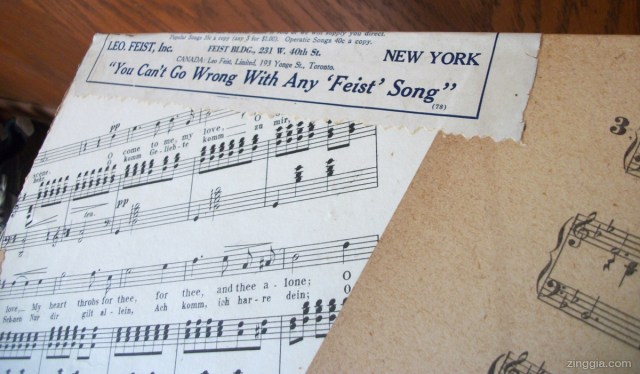 Popular Songs 35c a copy (any 3 for $1.00). Operatic Songs 40c a copy.
LEO. FEIST, Inc. FEIST BLDG., 231 W. 40th St. NEW YORK
CANADA: Leo Feist, Limited, 193 Yonge St., Toronto.
"You Can't Go Wrong With Any 'Feist' Song"
(78)
pp
O come to me, my love, O
O komm Ge-lieb-te komm zu mir,
pp
love, My heart throbs for thee, for thee, and thee a-lone; O
Sehnen Nur dir gilt al-lein, Ach komm, ich har-re dein; O
3.
zinggia.com